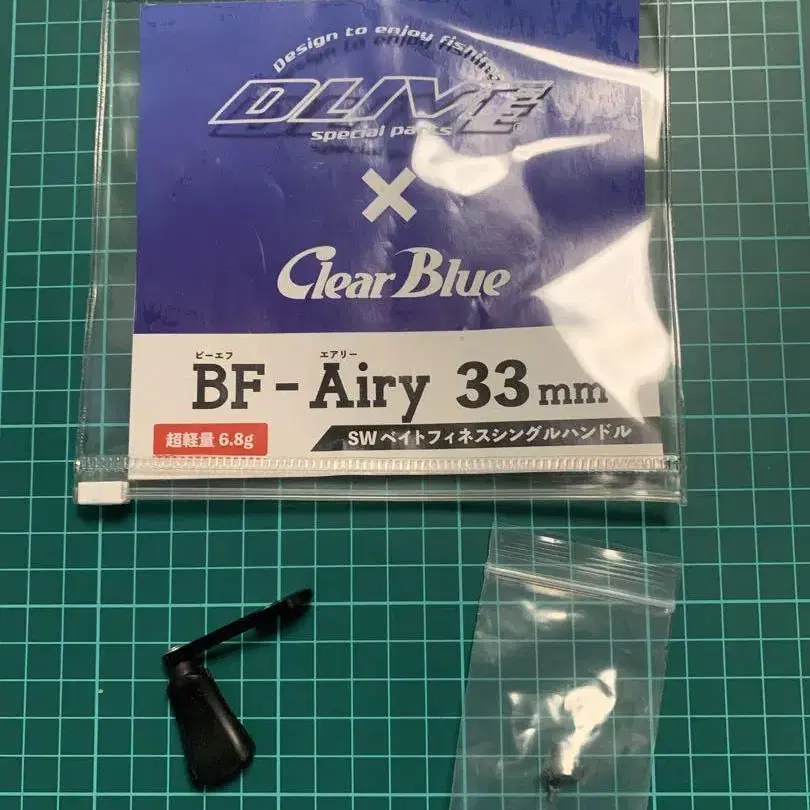 Design to enjoy fishing
DLIVE
special parts
×
Clear Blue
ビーエフ エアリー
BF-Airy 33mm
超軽量6.8g
SWベイトフィネスシングルハンドル